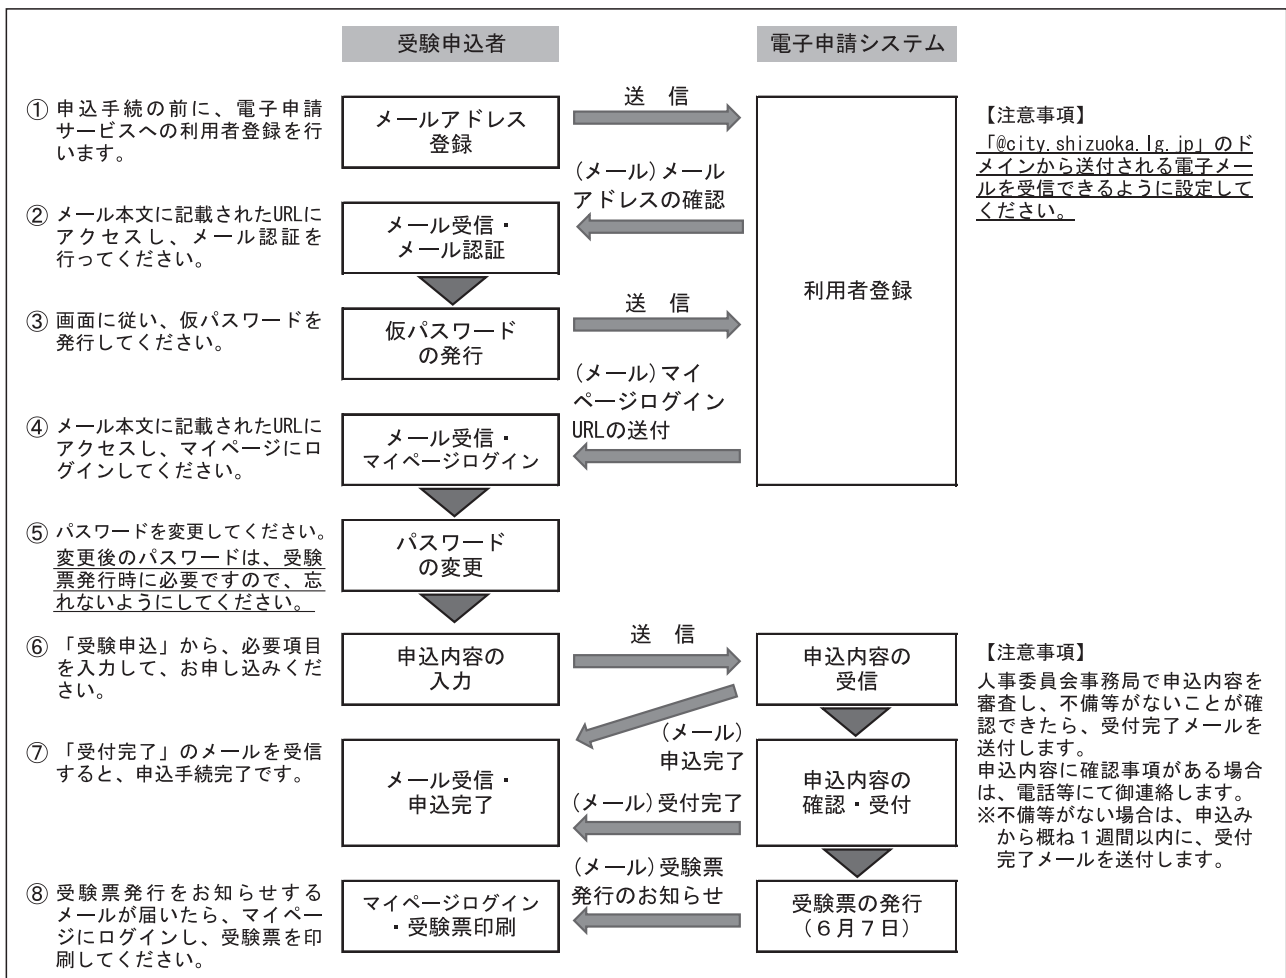 受験申込者
電子申請システム
① 申込手続の前に、電子申請
サービスへの利用者登録を行
います。
メールアドレス
登録
送　信
【注意事項】
「@city.shizuoka.lg.jp」のド
メインから送付される電子メー
ルを受信できるように設定して
ください。
(メール)メール
アドレスの確認
② メール本文に記載されたURLに
アクセスし、メール認証を
行ってください。
メール受信・
メール認証
利用者登録
③ 画面に従い、仮パスワードを
発行してください。
仮パスワード
の発行
送　信
(メール)マイ
ページログイン
URLの送付
④ メール本文に記載されたURLに
アクセスし、マイページにロ
グインしてください。
メール受信・
マイページログイン
⑤ パスワードを変更してください。
変更後のパスワードは、受験
票発行時に必要ですので、忘
れないようにしてください。
パスワード
の変更
⑥ 「受験申込」から、必要項目
を入力して、お申し込みくだ
さい。
申込内容の
入力
送　信
申込内容の
受信
【注意事項】
人事委員会事務局で申込内容を
審査し、不備等がないことが確
認できたら、受付完了メールを
送付します。
申込内容に確認事項がある場合
は、電話等にて御連絡します。
※不備等がない場合は、申込み
から概ね１週間以内に、受付
完了メールを送付します。
(メール)
申込完了
⑦ 「受付完了」のメールを受信
すると、申込手続完了です。
メール受信・
申込完了
(メール)受付完了
申込内容の
確認・受付
(メール)受験票
発行のお知らせ
⑧ 受験票発行をお知らせする
メールが届いたら、マイペー
ジにログインし、受験票を印
刷してください。
マイページログイン
・受験票印刷
受験票の発行
(６月７日)